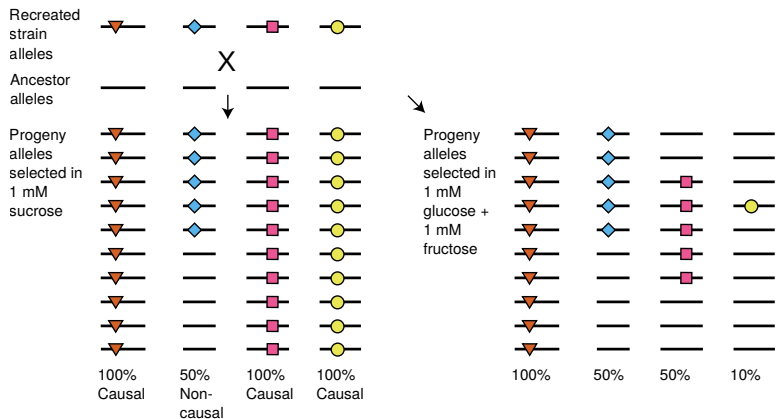 Recreated
strain
alleles
X
Ancestor
alleles
Progeny
alleles
selected in
1 mM
sucrose
100%
Causal
50%
Non-
causal
100%
Causal
100%
Causal
Progeny
alleles
selected in
1 mM
glucose +
1 mM
fructose
100%
50%
50%
10%